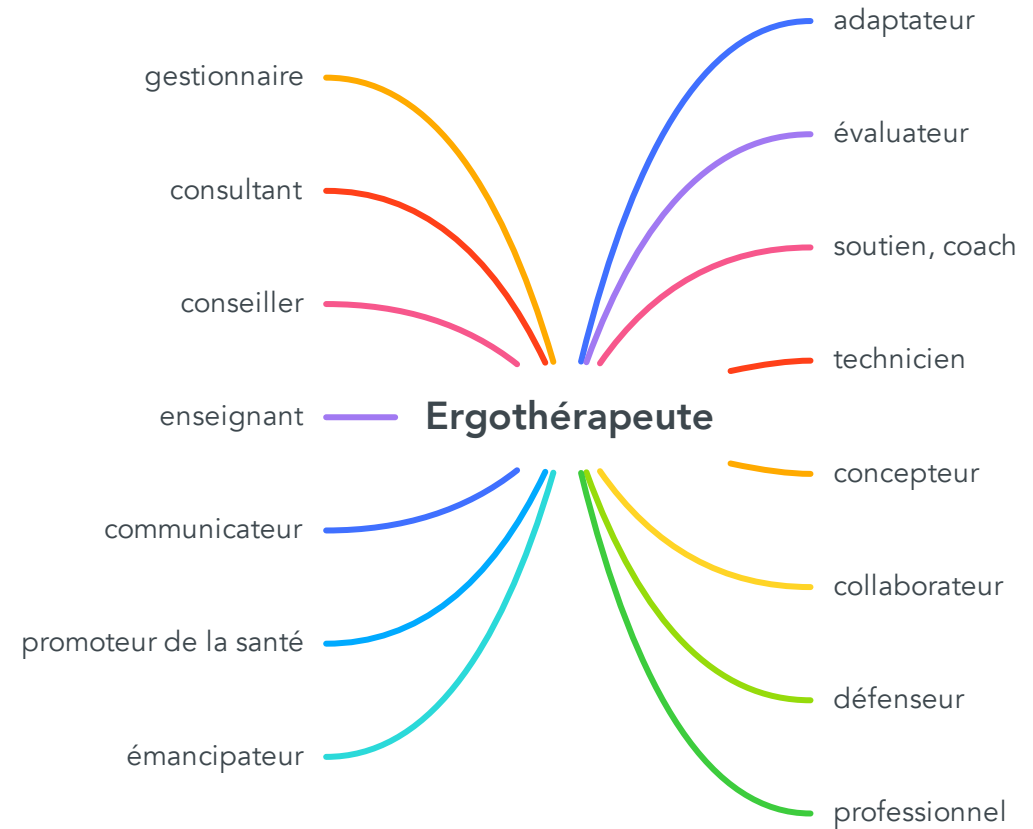 adaptateur
gestionnaire
évaluateur
consultant
soutien, coach
conseiller
technicien
enseignant
Ergothérapeute
concepteur
communicateur
collaborateur
promoteur de la santé
défenseur
émancipateur
professionnel